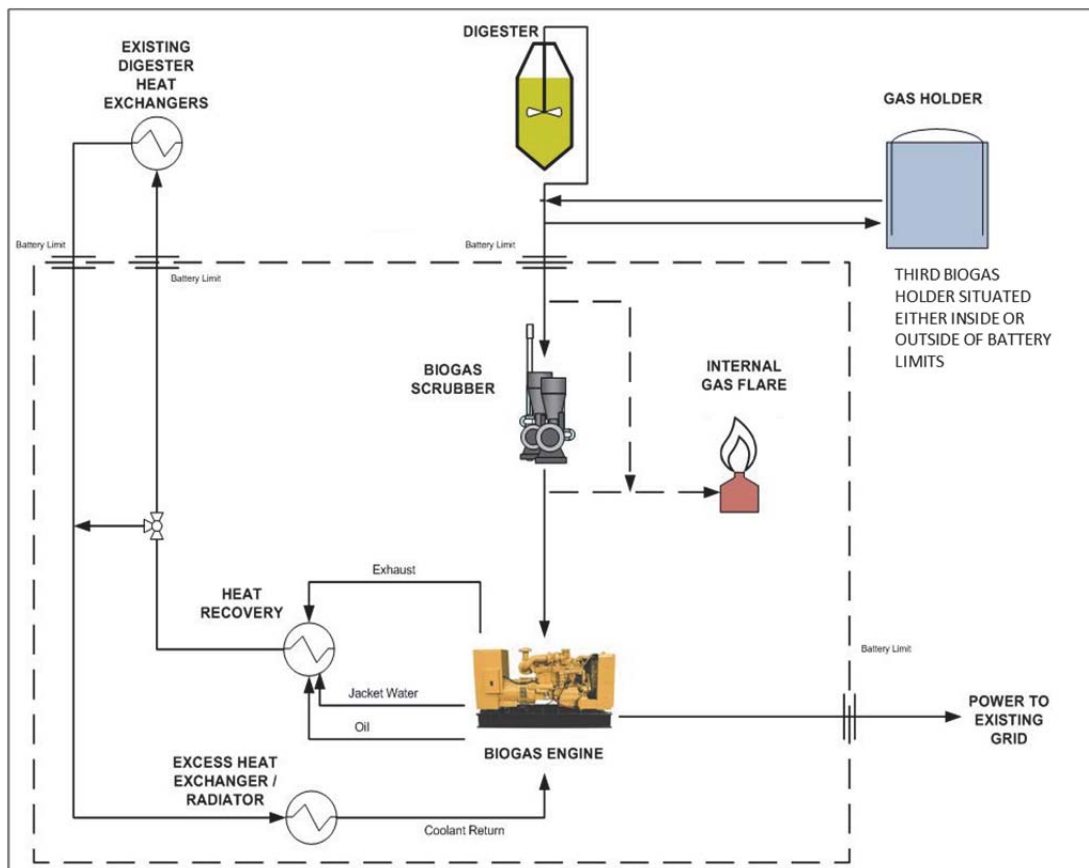 EXISTING
DIGESTER
HEAT
EXCHANGERS
DIGESTER
GAS HOLDER
Battery Limit
Battery Limit
Battery Limit
THIRD BIOGAS
HOLDER SITUATED
EITHER INSIDE OR
OUTSIDE OF BATTERY
LIMITS
BIOGAS
SCRUBBER
INTERNAL
GAS FLARE
Exhaust
HEAT
RECOVERY
Battery Limit
Jacket Water
Oil
POWER TO
EXISTING
GRID
BIOGAS ENGINE
EXCESS HEAT
EXCHANGER /
RADIATOR
Coolant Return